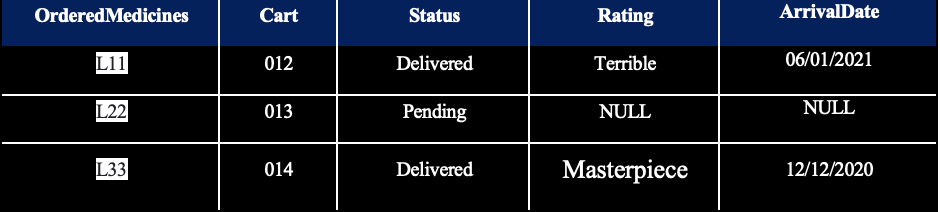 OrderedMedicines Cart Status Rating ArrivalDate
L11 012 Delivered Terrible 06/01/2021
L22 013 Pending NULL NULL
L33 014 Delivered Masterpiece 12/12/2020